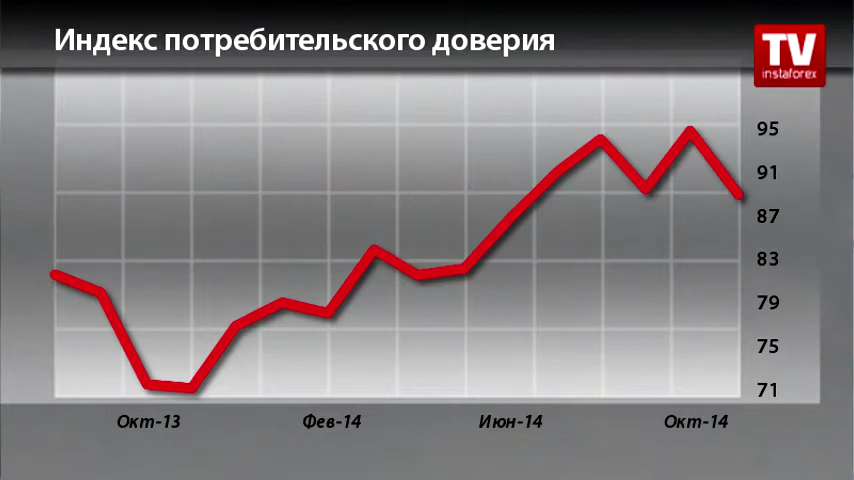 Индекс потребительского доверия
TV
instaforex
95
91
87
83
79
75
71
Окт-13
Фев-14
Июн-14
Окт-14